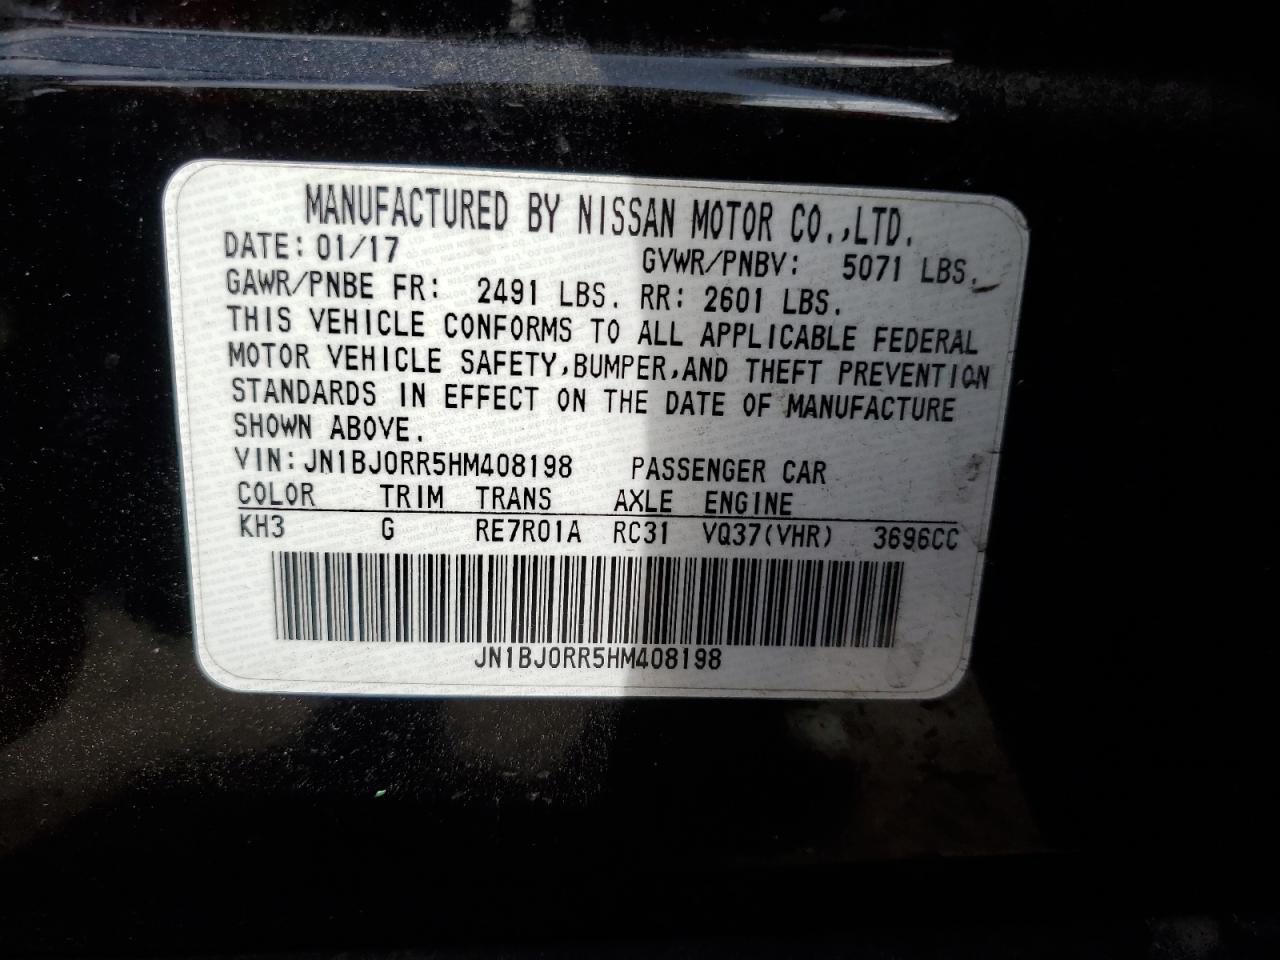 MANUFACTURED BY NISSAN MOTOR CO.,LTD.
DATE: 01/17 GVWR/PNBV: 5071 LBS.
GAWR/PNBE FR: 2491 LBS. RR: 2601 LBS.
THIS VEHICLE CONFORMS TO ALL APPLICABLE FEDERAL
MOTOR VEHICLE SAFETY,BUMPER,AND THEFT PREVENTION
STANDARDS IN EFFECT ON THE DATE OF MANUFACTURE
SHOWN ABOVE.
VIN:JN1BJ0RR5HM408198 PASSENGER CAR
COLOR TRIM TRANS AXLE ENGINE
KH3 G RE7R01A RC31 VQ37(VHR) 3696CC
JN1BJ0RR5HM408198